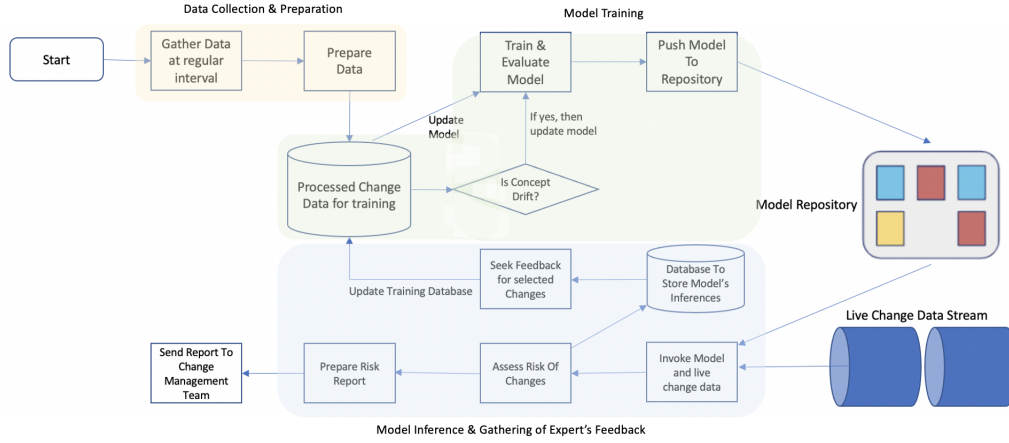 Data Collection & Preparation
Model Training
Start
Gather Data
at regular
interval
Prepare
Data
Train &
Evaluate
Model
Push Model
To
Repository
Update
Model
If yes, then
update model
Processed Change
Data for training
Is Concept
Drift?
Model Repository
Seek Feedback
for selected
Changes
Database To
Store Model's
Inferences
Update Training Database
Live Change Data Stream
Send Report To
Change
Management
Team
Prepare Risk
Report
Assess Risk Of
Changes
Invoke Model
and live
change data
Model Inference & Gathering of Expert's Feedback